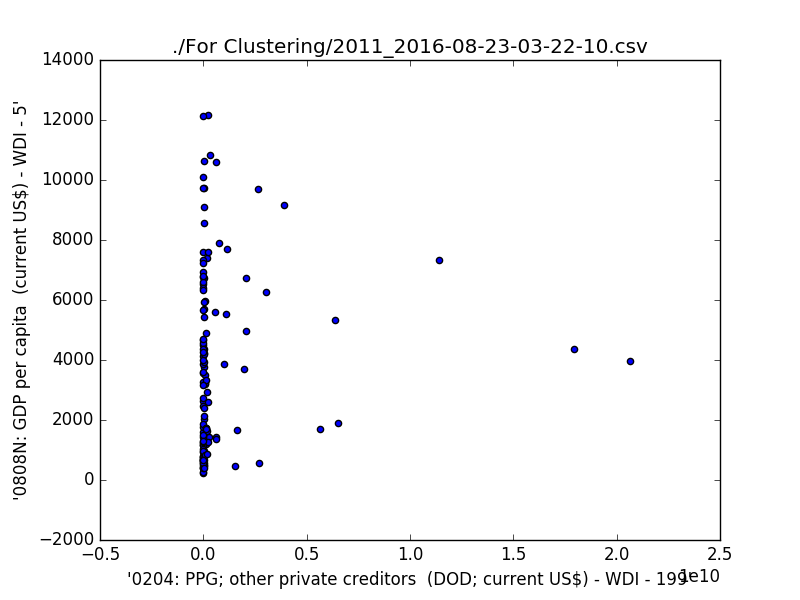 ./For Clustering/2011_2016-08-23-03-22-10.csv
14000
12000
10000
8000
6000
4000
2000
0
−2000
'0808N: GDP per capita  (current US$) - WDI - 5'
−0.5 0.0 0.5 1.0 1.5 2.0 2.5
1e10
'0204: PPG; other private creditors  (DOD; current US$) - WDI - 199'